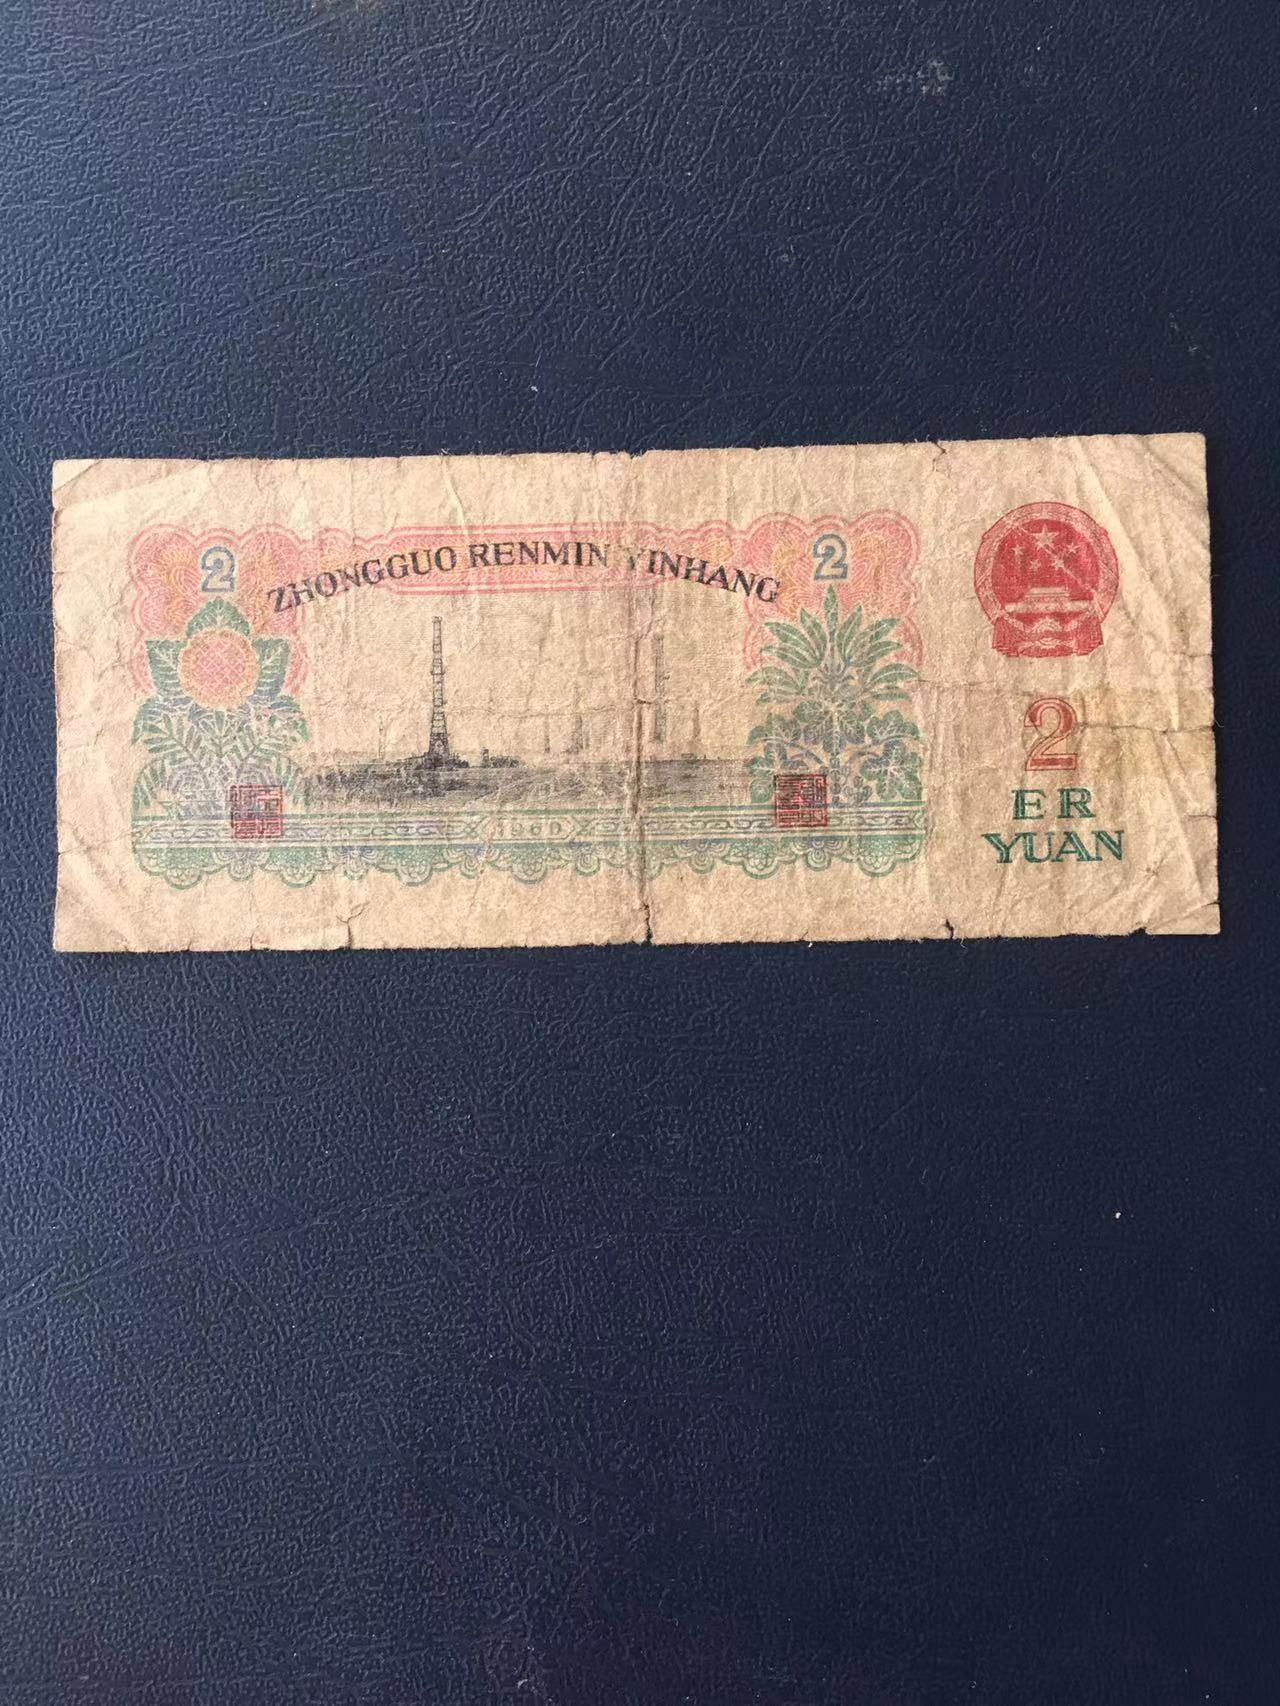 2
ZHONGGUO RENMIN YINHANG
2
2
ER
YUAN
1960